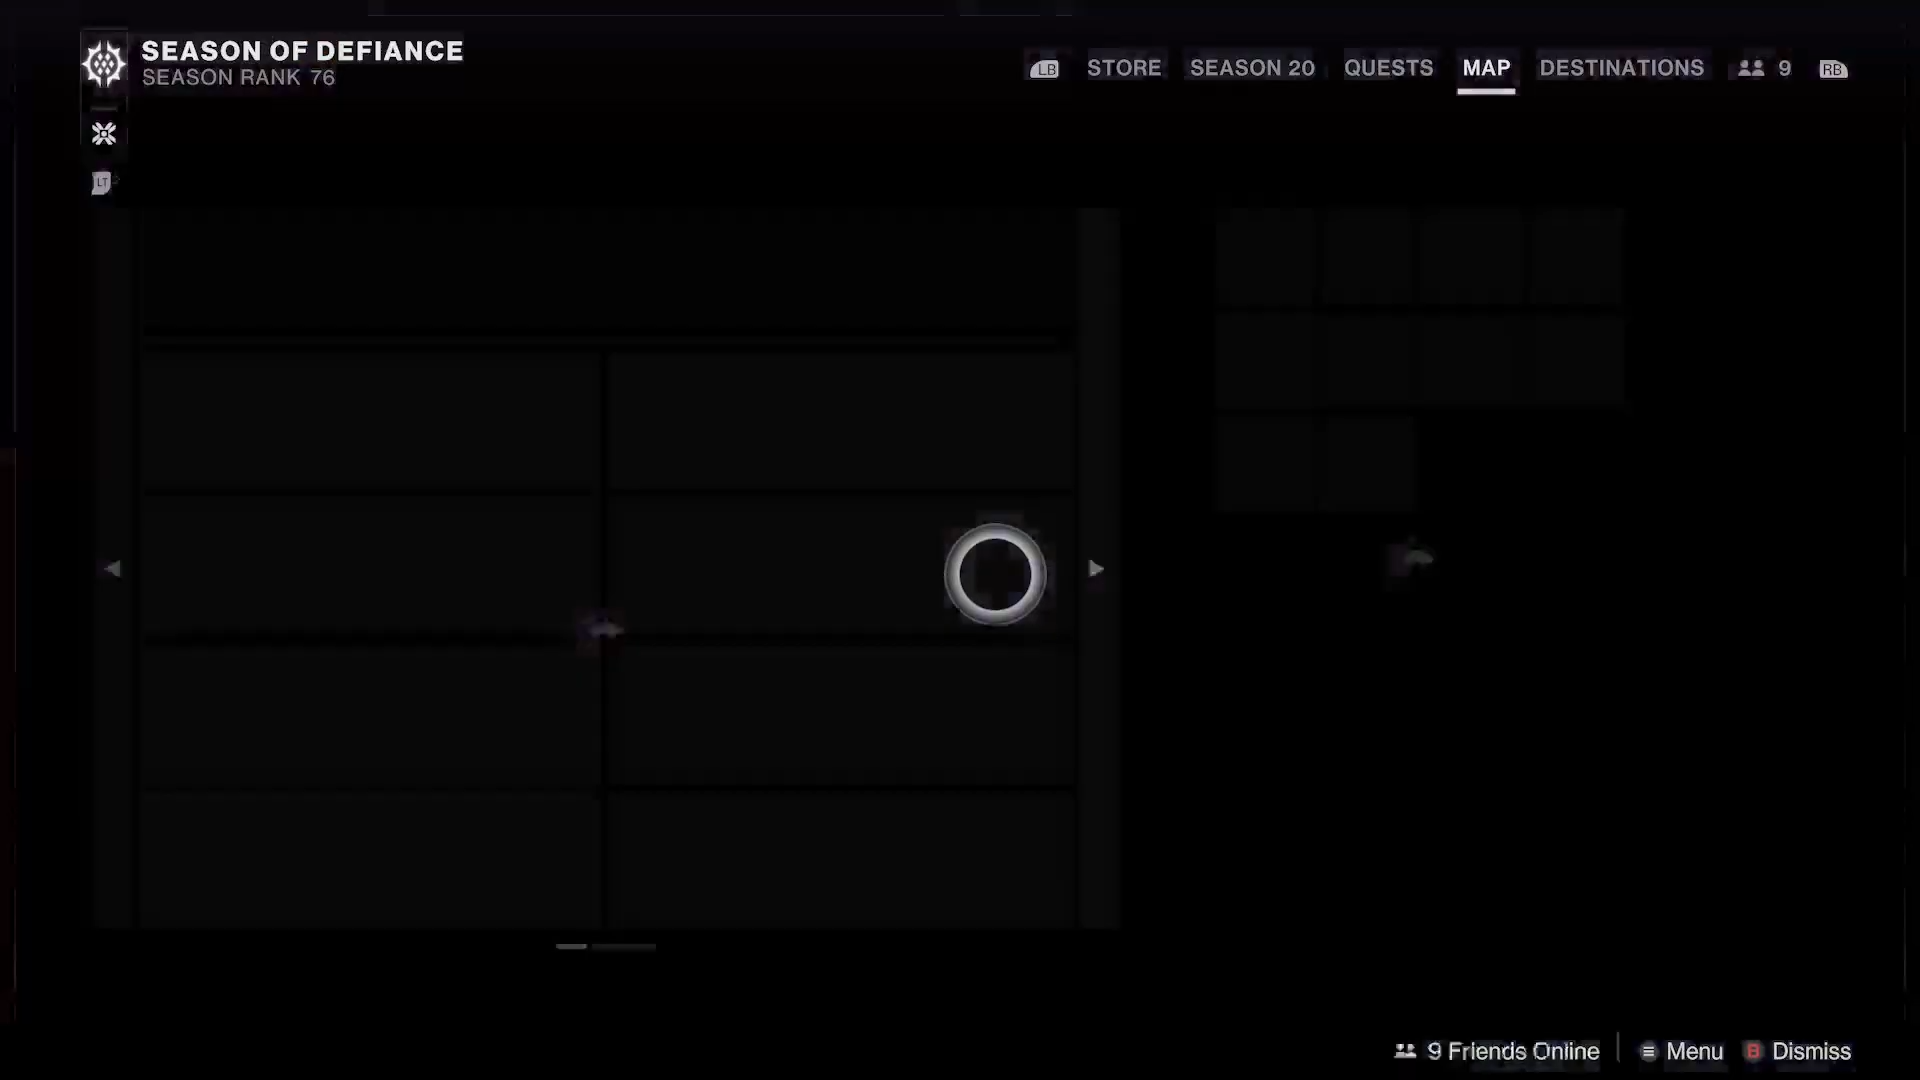 SEASON OF DEFIANCE
SEASON RANK 76
LB STORE SEASON 20 QUESTS MAP DESTINATIONS 9 RB
LT
9 Friends Online Menu B Dismiss